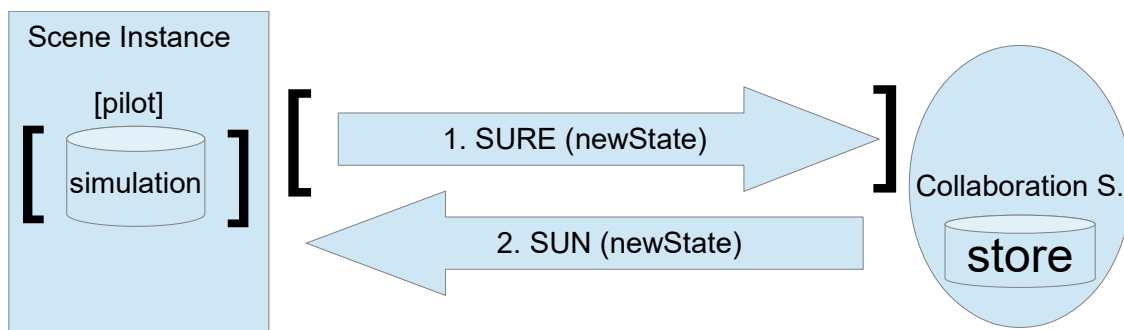 Scene Instance
[pilot]
[ simulation ]
[ 1. SURE (newState) ]
2. SUN (newState)
Collaboration S.
store